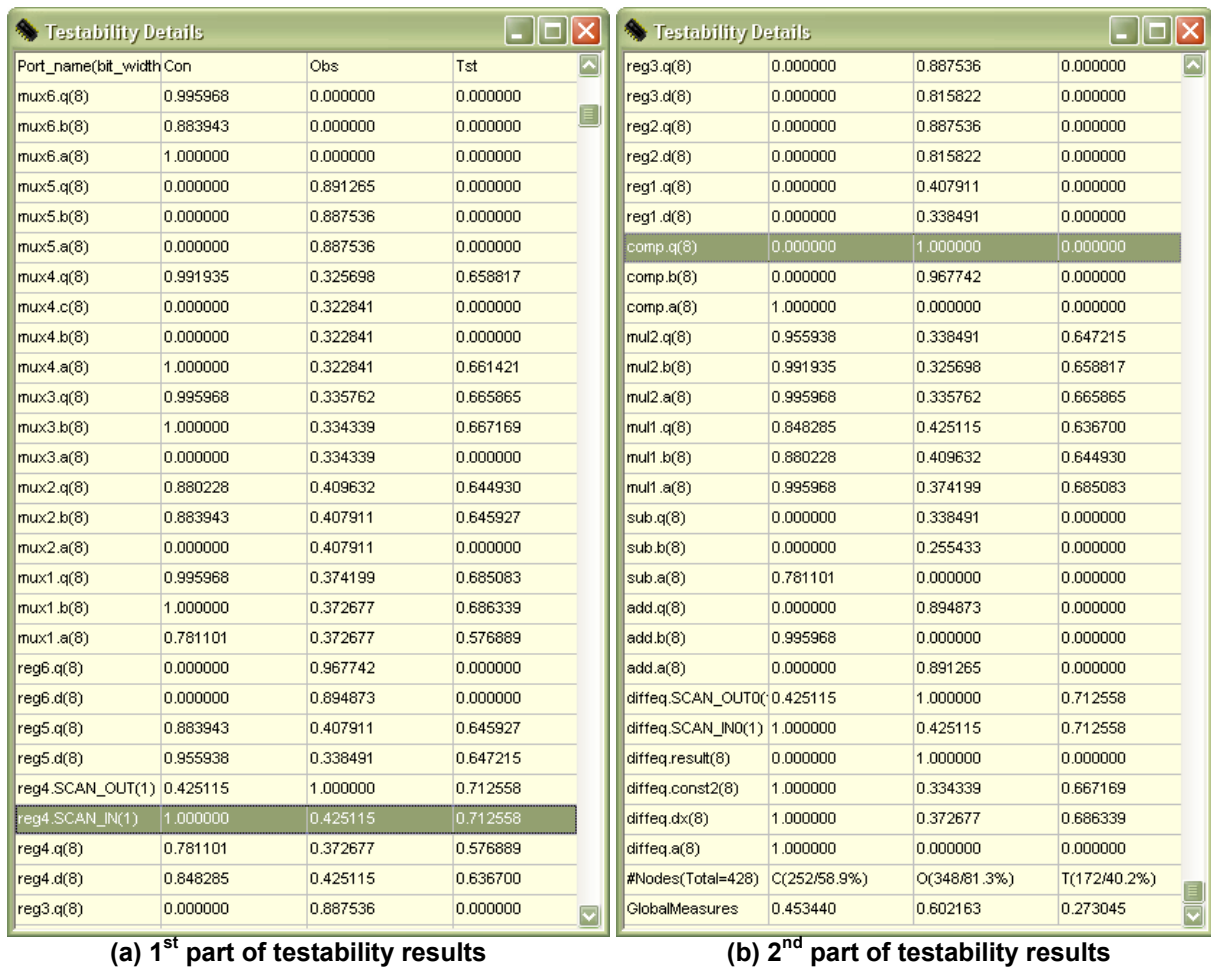 Testability Details
Port_name(bit_width Con Obs Tst
mux6.q(8) 0.995968 0.000000 0.000000
mux6.b(8) 0.883943 0.000000 0.000000
mux6.a(8) 1.000000 0.000000 0.000000
mux5.q(8) 0.000000 0.891265 0.000000
mux5.b(8) 0.000000 0.887536 0.000000
mux5.a(8) 0.000000 0.887536 0.000000
mux4.q(8) 0.991935 0.325698 0.658817
mux4.c(8) 0.000000 0.322841 0.000000
mux4.b(8) 0.000000 0.322841 0.000000
mux4.a(8) 1.000000 0.322841 0.661421
mux3.q(8) 0.995968 0.335762 0.665865
mux3.b(8) 1.000000 0.334339 0.667169
mux3.a(8) 0.000000 0.334339 0.000000
mux2.q(8) 0.880228 0.409632 0.644930
mux2.b(8) 0.883943 0.407911 0.645927
mux2.a(8) 0.000000 0.407911 0.000000
mux1.q(8) 0.995968 0.374199 0.685083
mux1.b(8) 1.000000 0.372677 0.686339
mux1.a(8) 0.781101 0.372677 0.576889
reg6.q(8) 0.000000 0.967742 0.000000
reg6.d(8) 0.000000 0.894873 0.000000
reg5.q(8) 0.883943 0.407911 0.645927
reg5.d(8) 0.955938 0.338491 0.647215
reg4.SCAN_OUT(1) 0.425115 1.000000 0.712558
reg4.SCAN_IN(1) 1.000000 0.425115 0.712558
reg4.q(8) 0.781101 0.372677 0.576889
reg4.d(8) 0.848285 0.425115 0.636700
reg3.q(8) 0.000000 0.887536 0.000000
(a) 1st part of testability results
Testability Details
reg3.q(8) 0.000000 0.887536 0.000000
reg3.d(8) 0.000000 0.815822 0.000000
reg2.q(8) 0.000000 0.887536 0.000000
reg2.d(8) 0.000000 0.815822 0.000000
reg1.q(8) 0.000000 0.407911 0.000000
reg1.d(8) 0.000000 0.338491 0.000000
comp.q(8) 0.000000 1.000000 0.000000
comp.b(8) 0.000000 0.967742 0.000000
comp.a(8) 1.000000 0.000000 0.000000
mul2.q(8) 0.955938 0.338491 0.647215
mul2.b(8) 0.991935 0.325698 0.658817
mul2.a(8) 0.995968 0.335762 0.665865
mul1.q(8) 0.848285 0.425115 0.636700
mul1.b(8) 0.880228 0.409632 0.644930
mul1.a(8) 0.995968 0.374199 0.685083
sub.q(8) 0.000000 0.338491 0.000000
sub.b(8) 0.000000 0.255433 0.000000
sub.a(8) 0.781101 0.000000 0.000000
add.q(8) 0.000000 0.894873 0.000000
add.b(8) 0.995968 0.000000 0.000000
add.a(8) 0.000000 0.891265 0.000000
diffeq.SCAN_OUT0( 0.425115 1.000000 0.712558
diffeq.SCAN_IN0(1) 1.000000 0.425115 0.712558
diffeq.result(8) 0.000000 1.000000 0.000000
diffeq.const2(8) 1.000000 0.334339 0.667169
diffeq.dx(8) 1.000000 0.372677 0.686339
diffeq.a(8) 1.000000 0.000000 0.000000
#Nodes(Total=428) C(252/58.9%) O(348/81.3%) T(172/40.2%)
GlobalMeasures 0.453440 0.602163 0.273045
(b) 2nd part of testability results